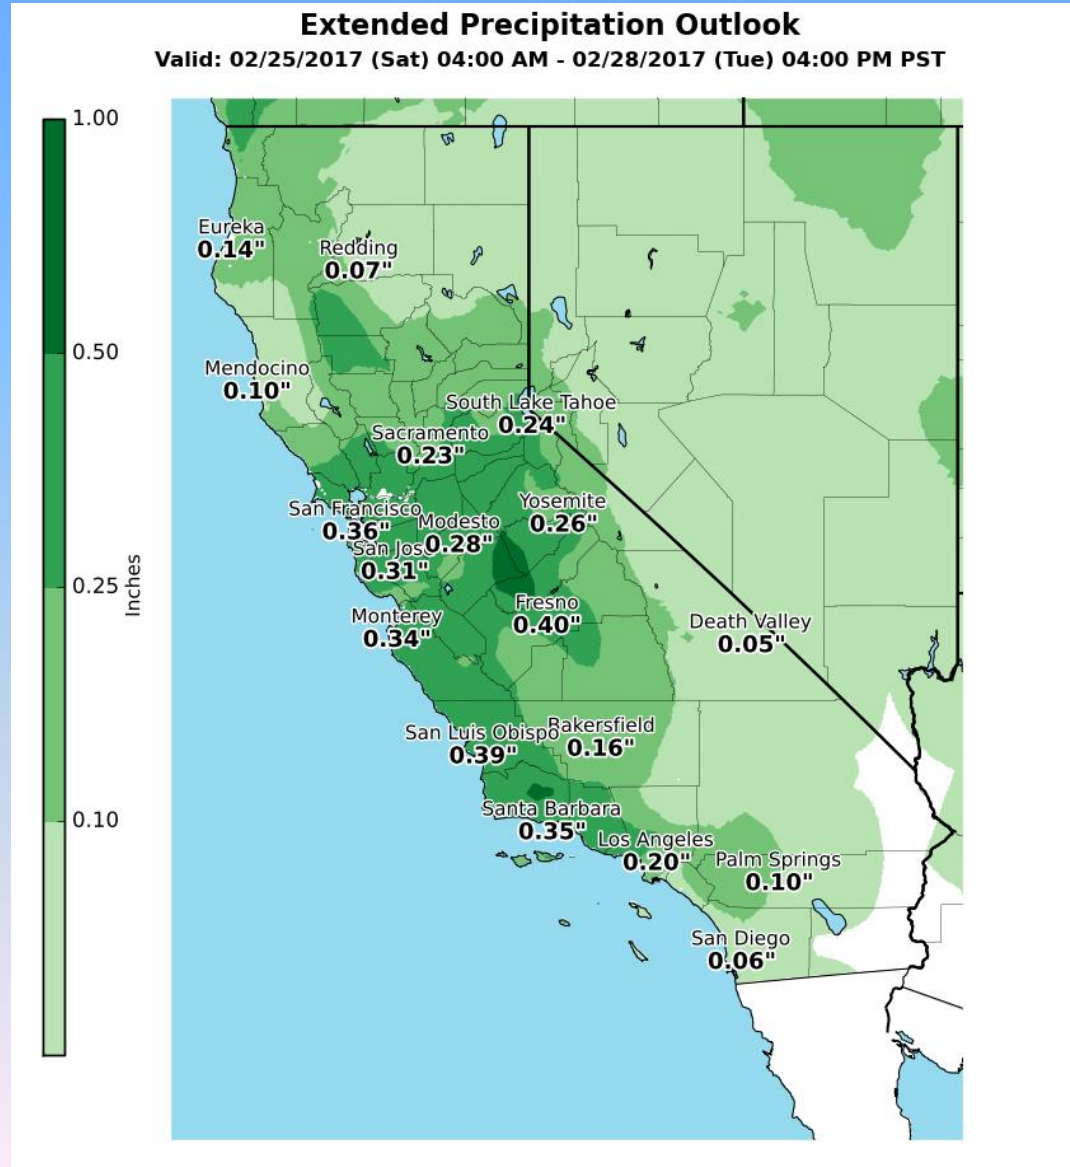 Extended Precipitation Outlook
Valid: 02/25/2017 (Sat) 04:00 AM - 02/28/2017 (Tue) 04:00 PM PST
1.00
0.50
0.25
0.10
Inches
Eureka
0.14"
Redding
0.07"
Mendocino
0.10"
South Lake Tahoe
0.24"
Sacramento
0.23"
Yosemite
0.26"
San Francisco
0.36"
Modesto
0.28"
San Jose
0.31"
Fresno
0.40"
Monterey
0.34"
Death Valley
0.05"
Bakersfield
0.16"
San Luis Obispo
0.39"
Santa Barbara
0.35"
Los Angeles
0.20"
Palm Springs
0.10"
San Diego
0.06"